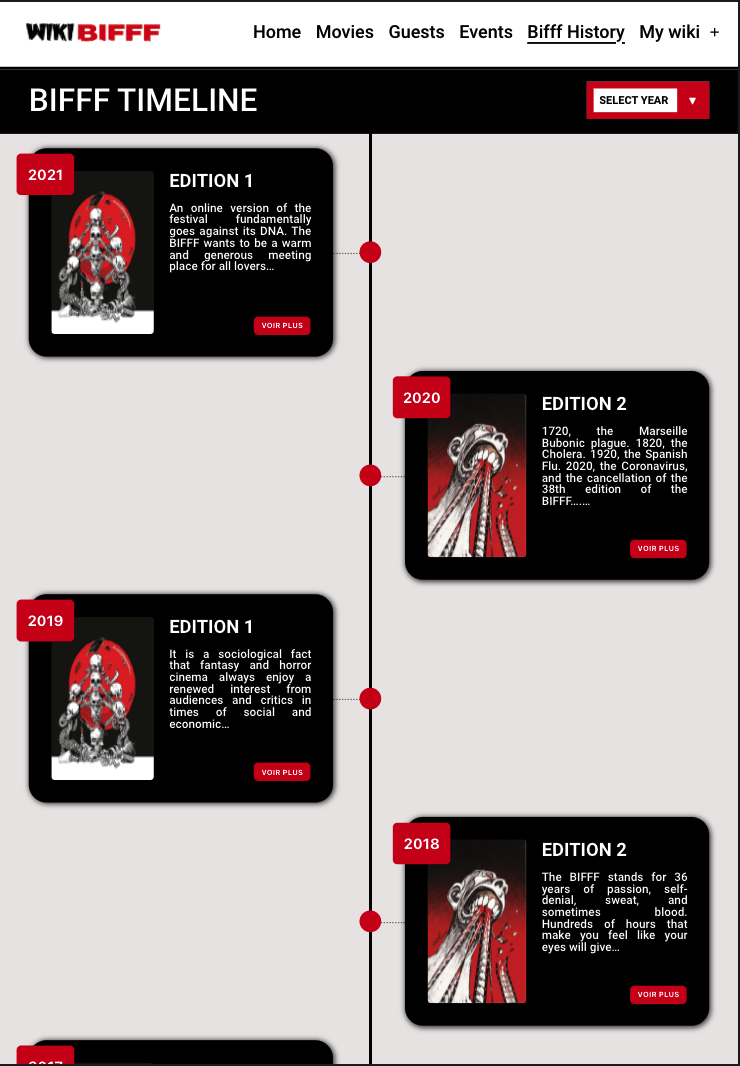 WIKI BIFFF
Home Movies Guests Events Bifff History My wiki +
BIFFF TIMELINE
SELECT YEAR ▼
2021
EDITION 1
An online version of the
festival fundamentally
goes against its DNA. The
BIFFF wants to be a warm
and generous meeting
place for all lovers...
VOIR PLUS
2020
EDITION 2
1720, the Marseille
Bubonic plague. 1820, the
Cholera. 1920, the Spanish
Flu. 2020, the Coronavirus,
and the cancellation of the
38th edition of the
BIFFF.......
VOIR PLUS
2019
EDITION 1
It is a sociological fact
that fantasy and horror
cinema always enjoy a
renewed interest from
audiences and critics in
times of social and
economic...
VOIR PLUS
2018
EDITION 2
The BIFFF stands for 36
years of passion, self-
denial, sweat, and
sometimes blood.
Hundreds of hours that
make you feel like your
eyes will give...
VOIR PLUS
2017